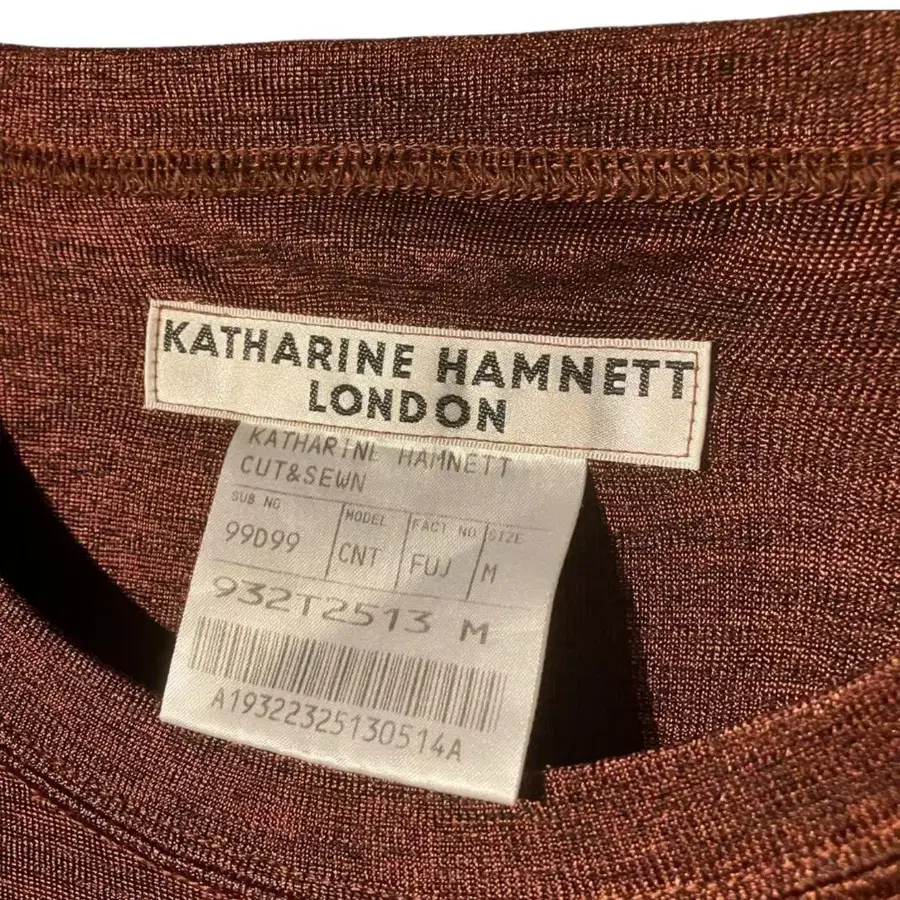 KATHARINE HAMNETT
LONDON
KATHARINE HAMNETT
CUT&SEWN
SUB NO MODEL FACT NO SIZE
99D99 CNT FUJ M
932T2513 M
A19322325130514A